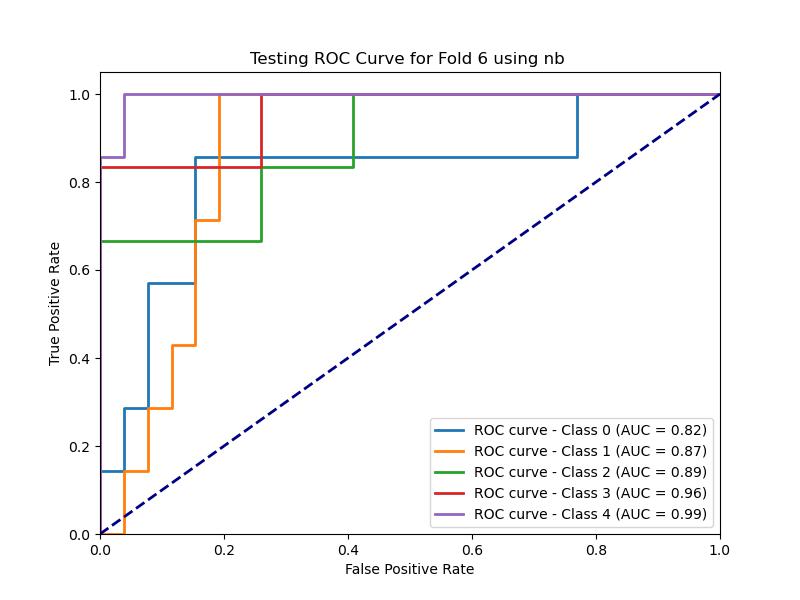 Testing ROC Curve for Fold 6 using nb
True Positive Rate
1.0
0.8
0.6
0.4
0.2
0.0
ROC curve - Class 0 (AUC = 0.82)
ROC curve - Class 1 (AUC = 0.87)
ROC curve - Class 2 (AUC = 0.89)
ROC curve - Class 3 (AUC = 0.96)
ROC curve - Class 4 (AUC = 0.99)
0.0 0.2 0.4 0.6 0.8 1.0
False Positive Rate